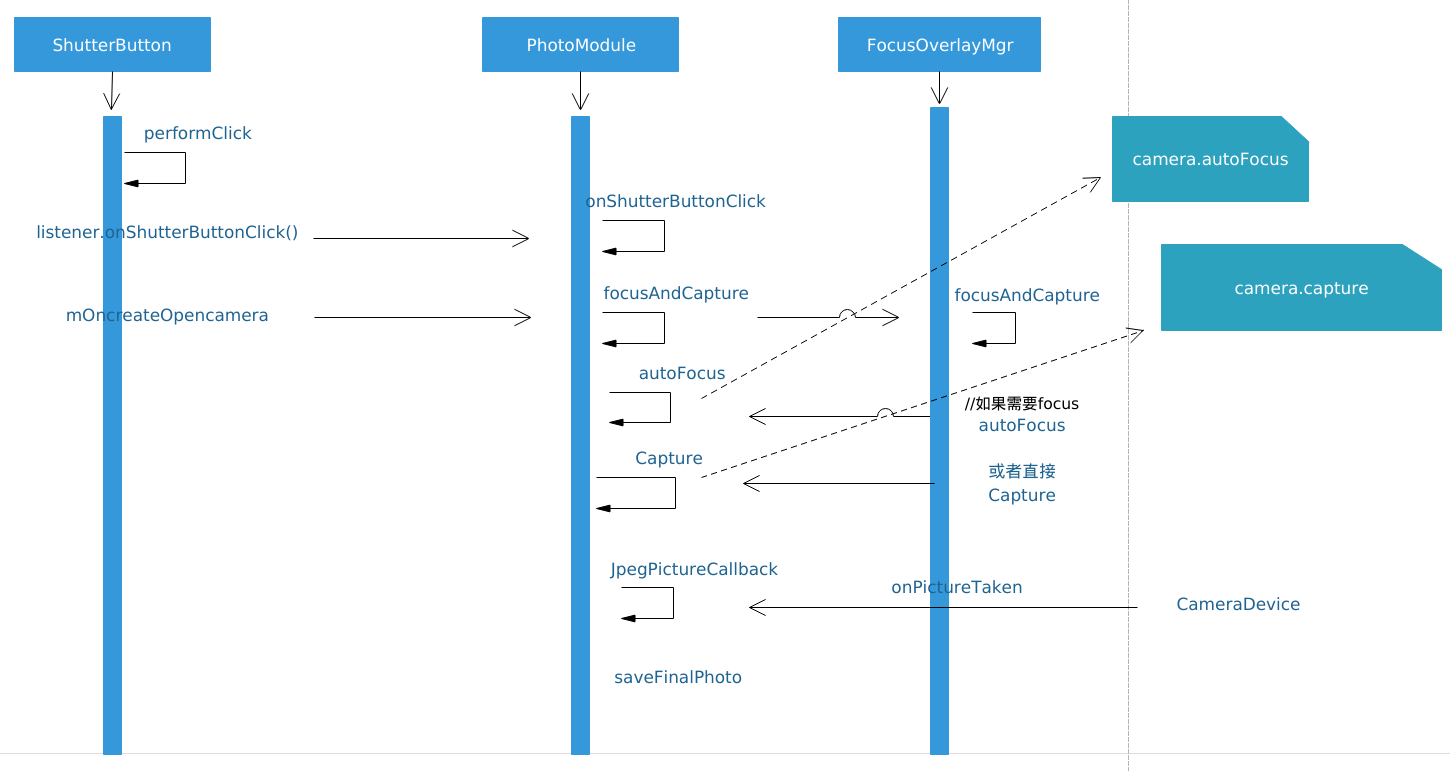 ShutterButton
PhotoModule
FocusOverlayMgr
performClick
camera.autoFocus
onShutterButtonClick
listener.onShutterButtonClick()
camera.capture
focusAndCapture
focusAndCapture
mOncreateOpencamera
autoFocus
//如果需要focus
autoFocus
Capture
或者直接
Capture
JpegPictureCallback
onPictureTaken
CameraDevice
saveFinalPhoto